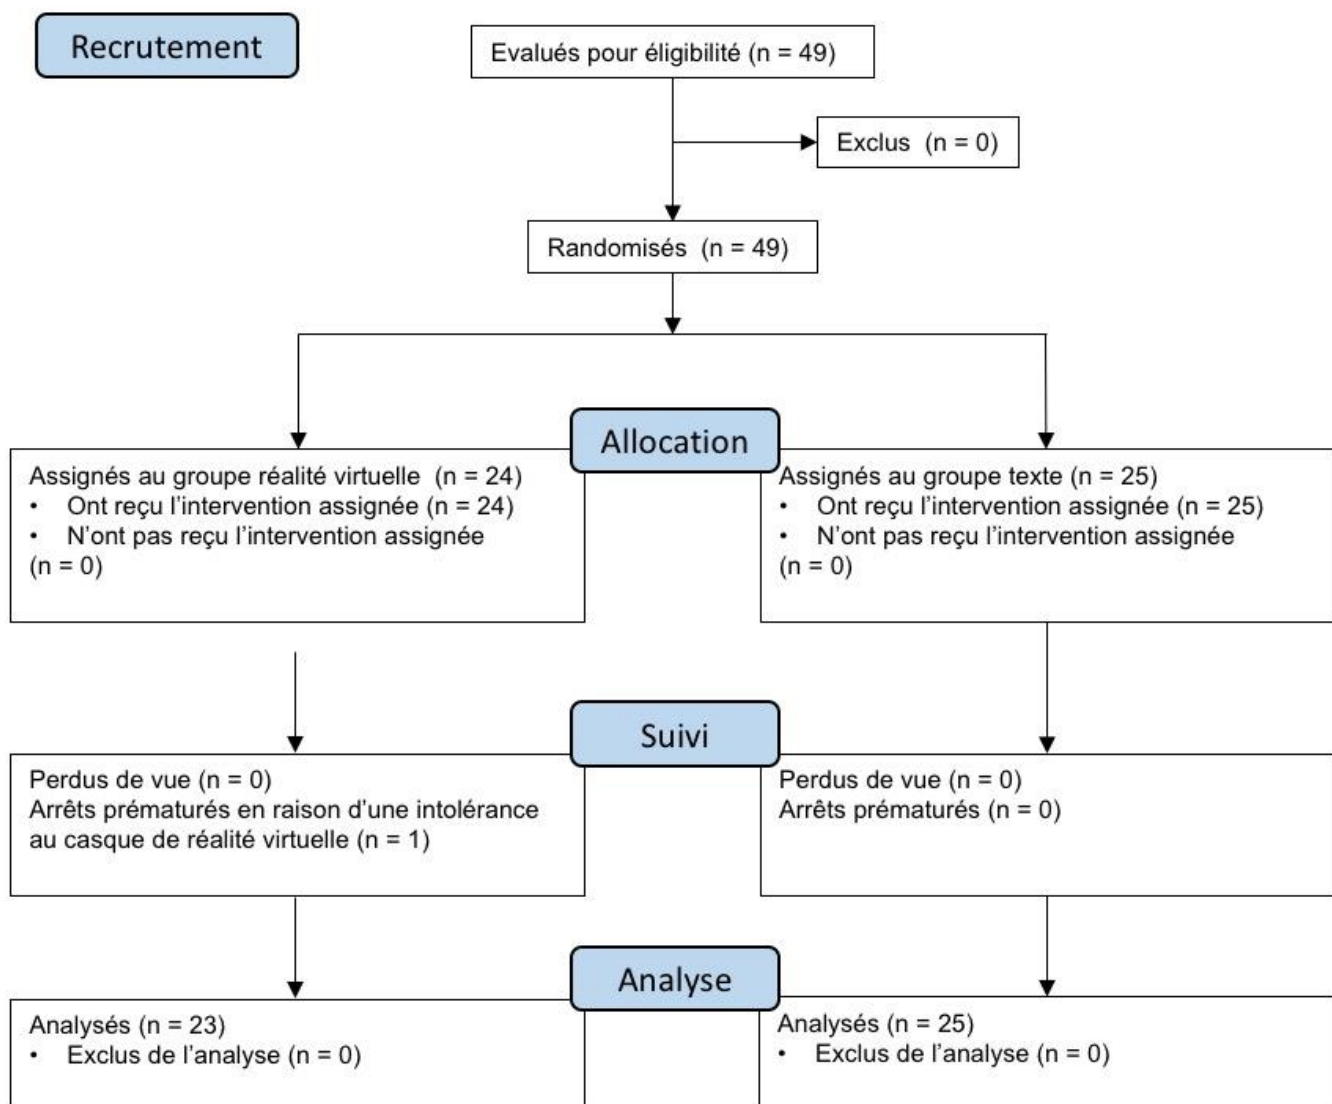 Recrutement
Evalués pour éligibilité (n = 49)
Exclus  (n = 0)
Randomisés  (n = 49)
Allocation
Assignés au groupe réalité virtuelle  (n = 24)
•    Ont reçu l’intervention assignée (n = 24)
•    N’ont pas reçu l’intervention assignée
(n = 0)
Assignés au groupe texte (n = 25)
•    Ont reçu l’intervention assignée (n = 25)
•    N’ont pas reçu l’intervention assignée
(n = 0)
Suivi
Perdus de vue (n = 0)
Arrêts prématurés en raison d’une intolérance
au casque de réalité virtuelle (n = 1)
Perdus de vue (n = 0)
Arrêts prématurés (n = 0)
Analyse
Analysés (n = 23)
•    Exclus de l’analyse (n = 0)
Analysés (n = 25)
•    Exclus de l’analyse (n = 0)